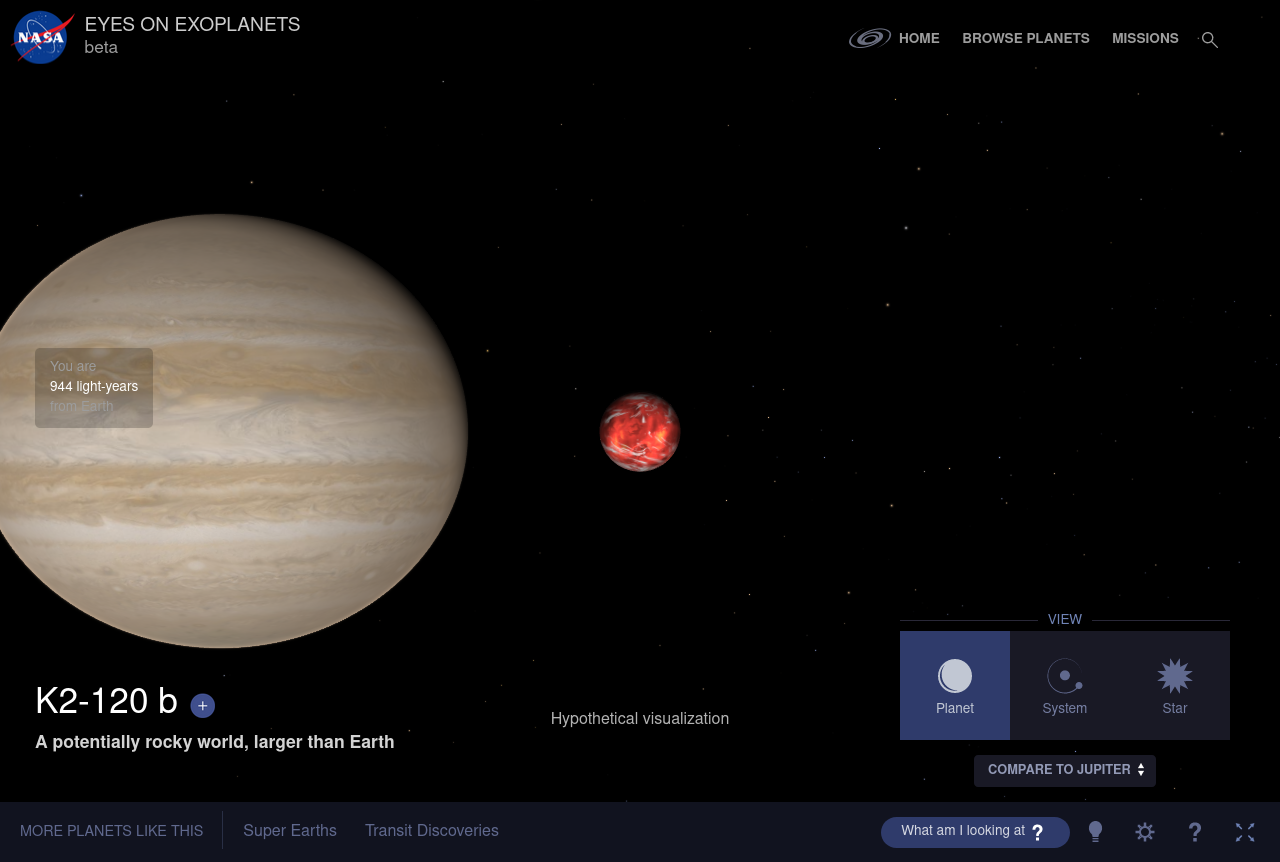 NASA
EYES ON EXOPLANETS
beta
HOME
BROWSE PLANETS
MISSIONS
You are
944 light-years
from Earth
K2-120 b +
A potentially rocky world, larger than Earth
Hypothetical visualization
VIEW
Planet
System
Star
COMPARE TO JUPITER
MORE PLANETS LIKE THIS
Super Earths
Transit Discoveries
What am I looking at ?
?